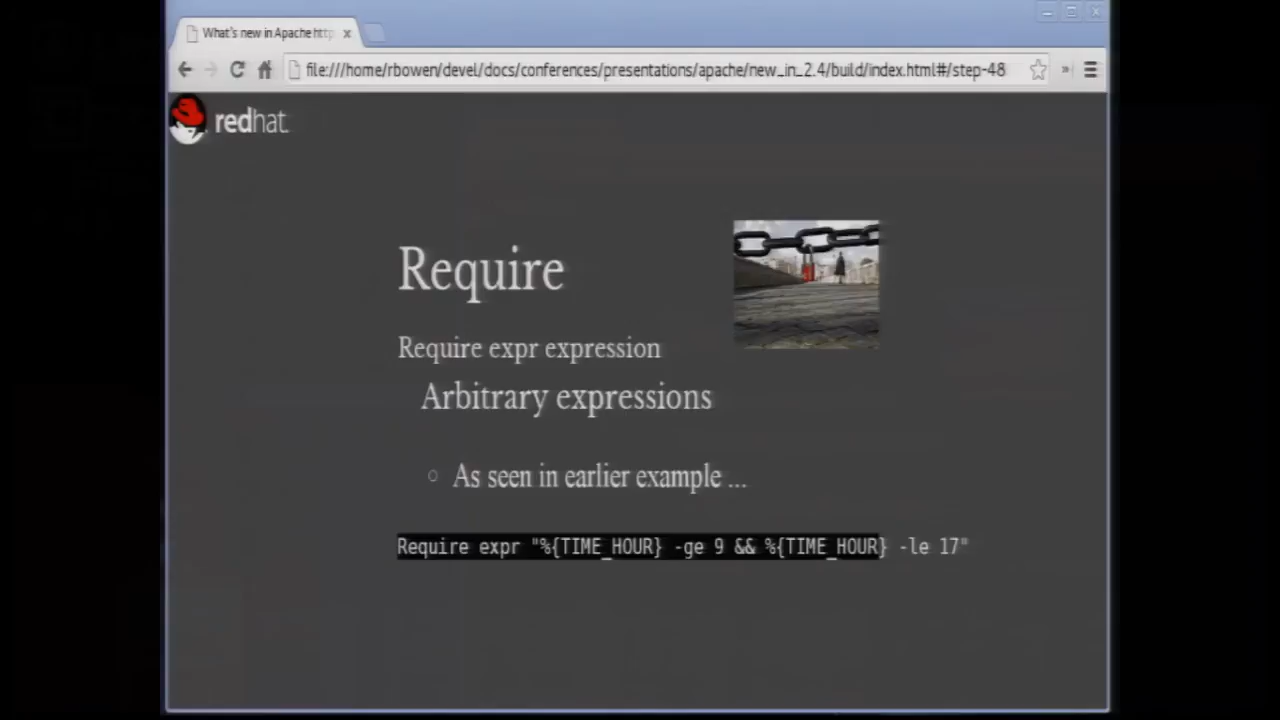 What's new in Apache http
file:///home/rbowen/devel/docs/conferences/presentations/apache/new_in_2.4/build/index.html#/step-48
redhat.
Require
Require expr expression
Arbitrary expressions
As seen in earlier example ...
Require expr "%{TIME_HOUR} -ge 9 && %{TIME_HOUR} -le 17"